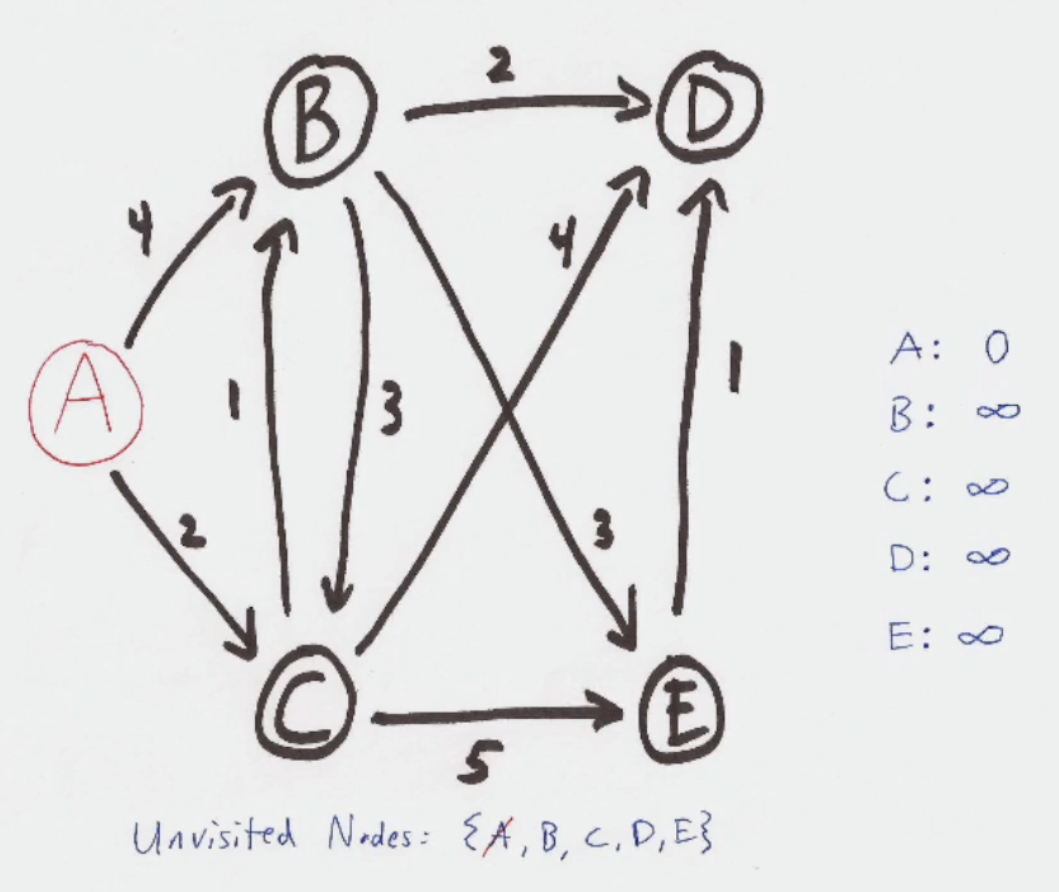 2
B
D
4
4
A
1
3
1
2
3
C
E
5
A: 0
B: ∞
C: ∞
D: ∞
E: ∞
Unvisited Nodes: {A, B, C, D, E}